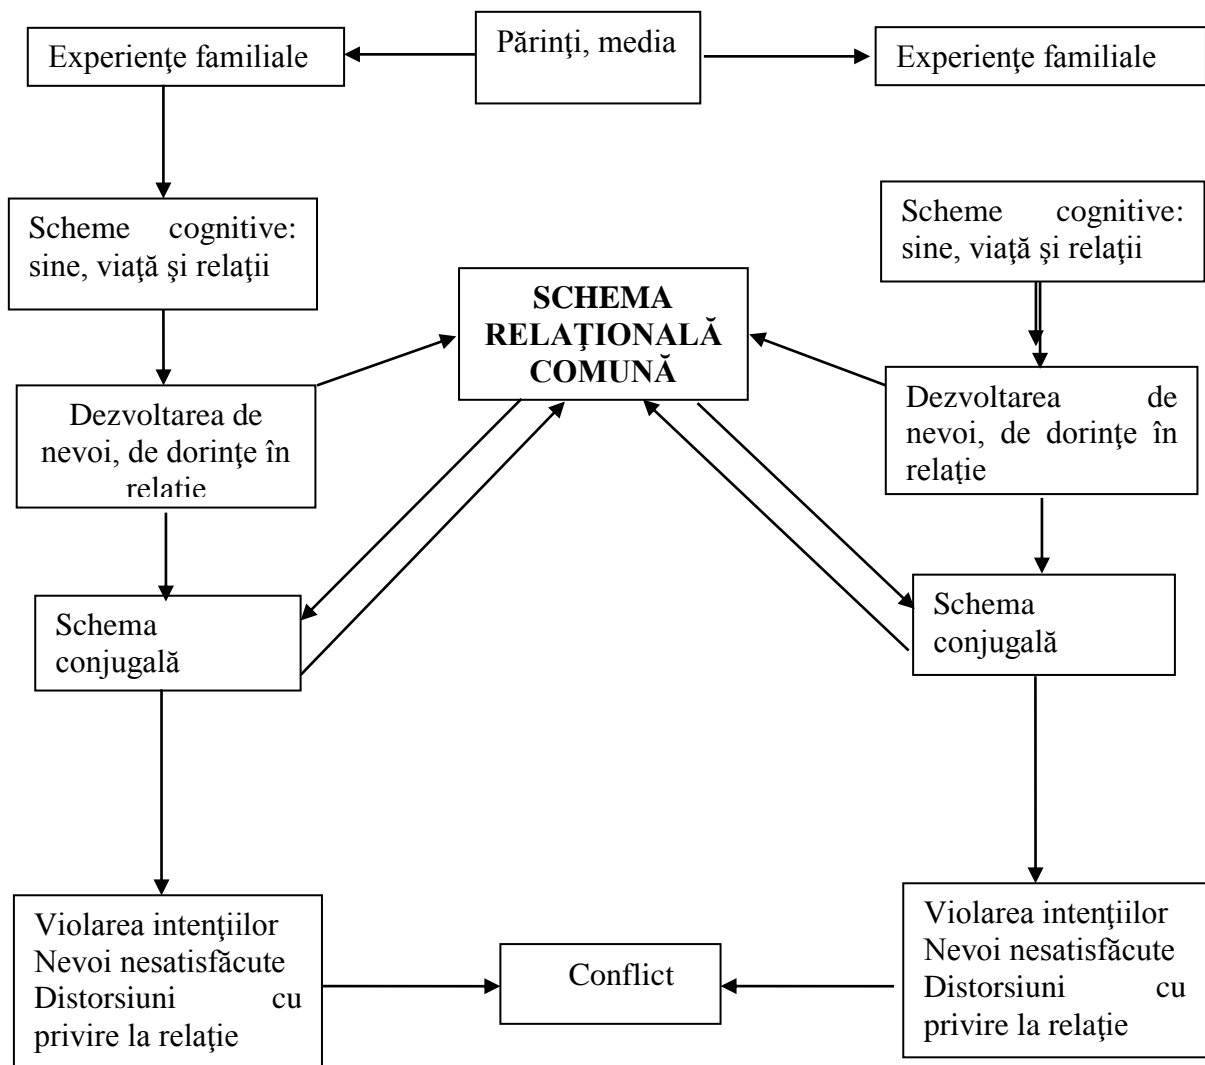 Experienţe familiale
Părinţi, media
Experienţe familiale
Scheme cognitive:
sine, viaţă şi relaţii
Scheme cognitive:
sine, viaţă şi relaţii
SCHEMA
RELAŢIONALĂ
COMUNĂ
Dezvoltarea de
nevoi, de dorinţe în
relaţie
Dezvoltarea de
nevoi, de dorinţe în
relaţie
Schema
conjugală
Schema
conjugală
Violarea intenţiilor
Nevoi nesatisfăcute
Distorsiuni cu
privire la relaţie
Conflict
Violarea intenţiilor
Nevoi nesatisfăcute
Distorsiuni cu
privire la relaţie